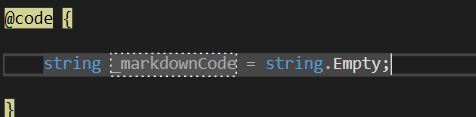 @code {
string _markdownCode = string.Empty;
}